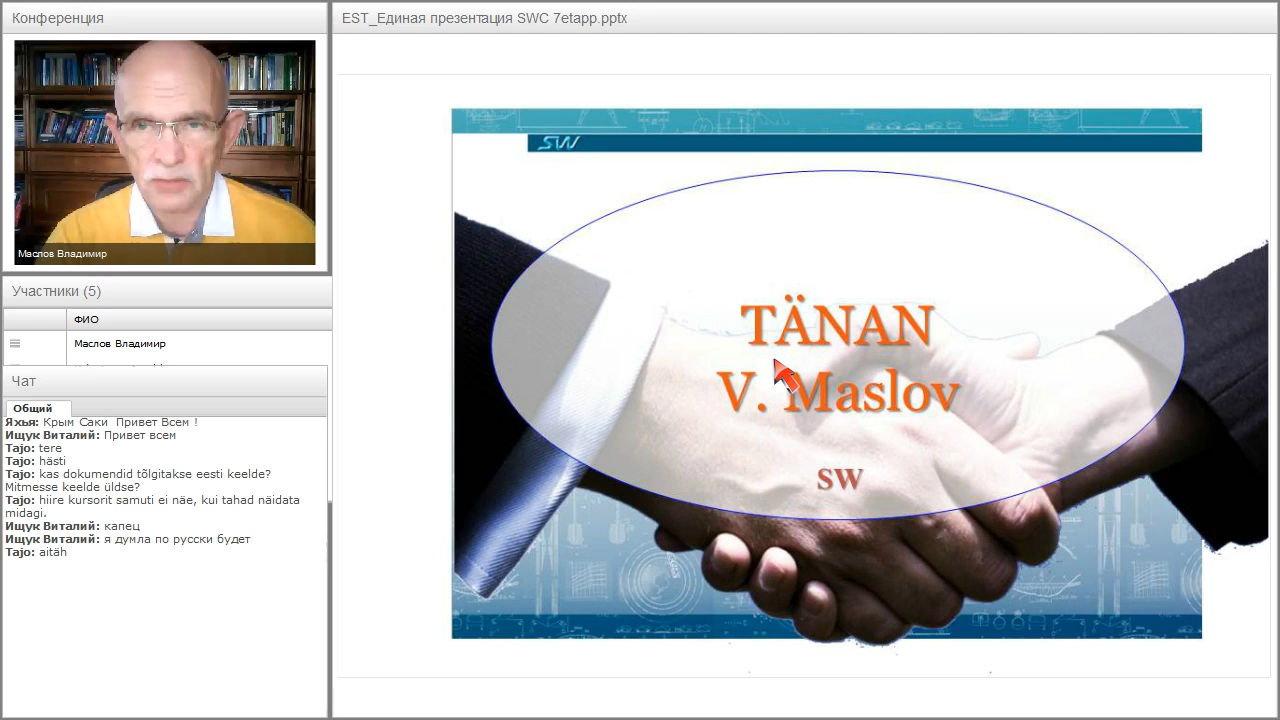 Конференция
EST_Единая презентация SWC 7etapp.pptx
Маслов Владимир
Участники (5)
ФИО
Маслов Владимир
Чат
Общий
Яхья: Крым Саки Привет Всем !
Ищук Виталий: Привет всем
Tajo: tere
Tajo: hästi
Tajo: kas dokumendid tõlgitakse eesti keelde?
Mitmesse keelde üldse?
Tajo: hiire kursorit samuti ei näe, kui tahad näidata
midagi.
Ищук Виталий: капец
Ищук Виталий: я думла по русски будет
Tajo: aitäh
SW
TÄNAN
V. Maslov
SW